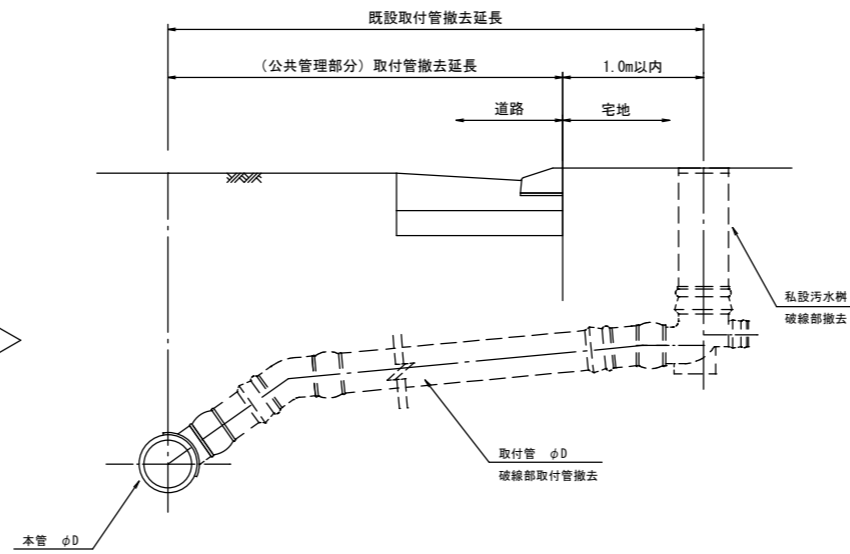 既設取付管撤去延長
(公共管理部分)取付管撤去延長
1.0m以内
道路
宅地
私設汚水桝
破線部撤去
取付管 φD
破線部取付管撤去
本管 φD